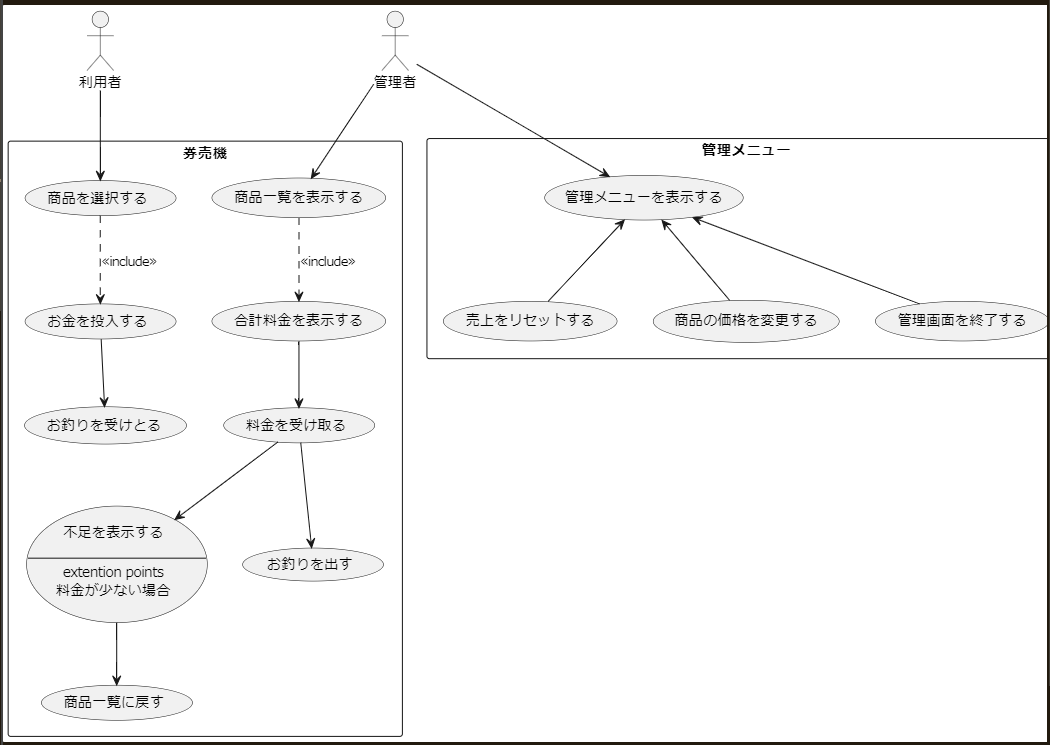 利用者
管理者
券売機
管理メニュー
商品を選択する
商品一覧を表示する
管理メニューを表示する
«include»
«include»
お金を投入する
合計料金を表示する
売上をリセットする
商品の価格を変更する
管理画面を終了する
お釣りを受けとる
料金を受け取る
不足を表示する
extention points
料金が少ない場合
お釣りを出す
商品一覧に戻す